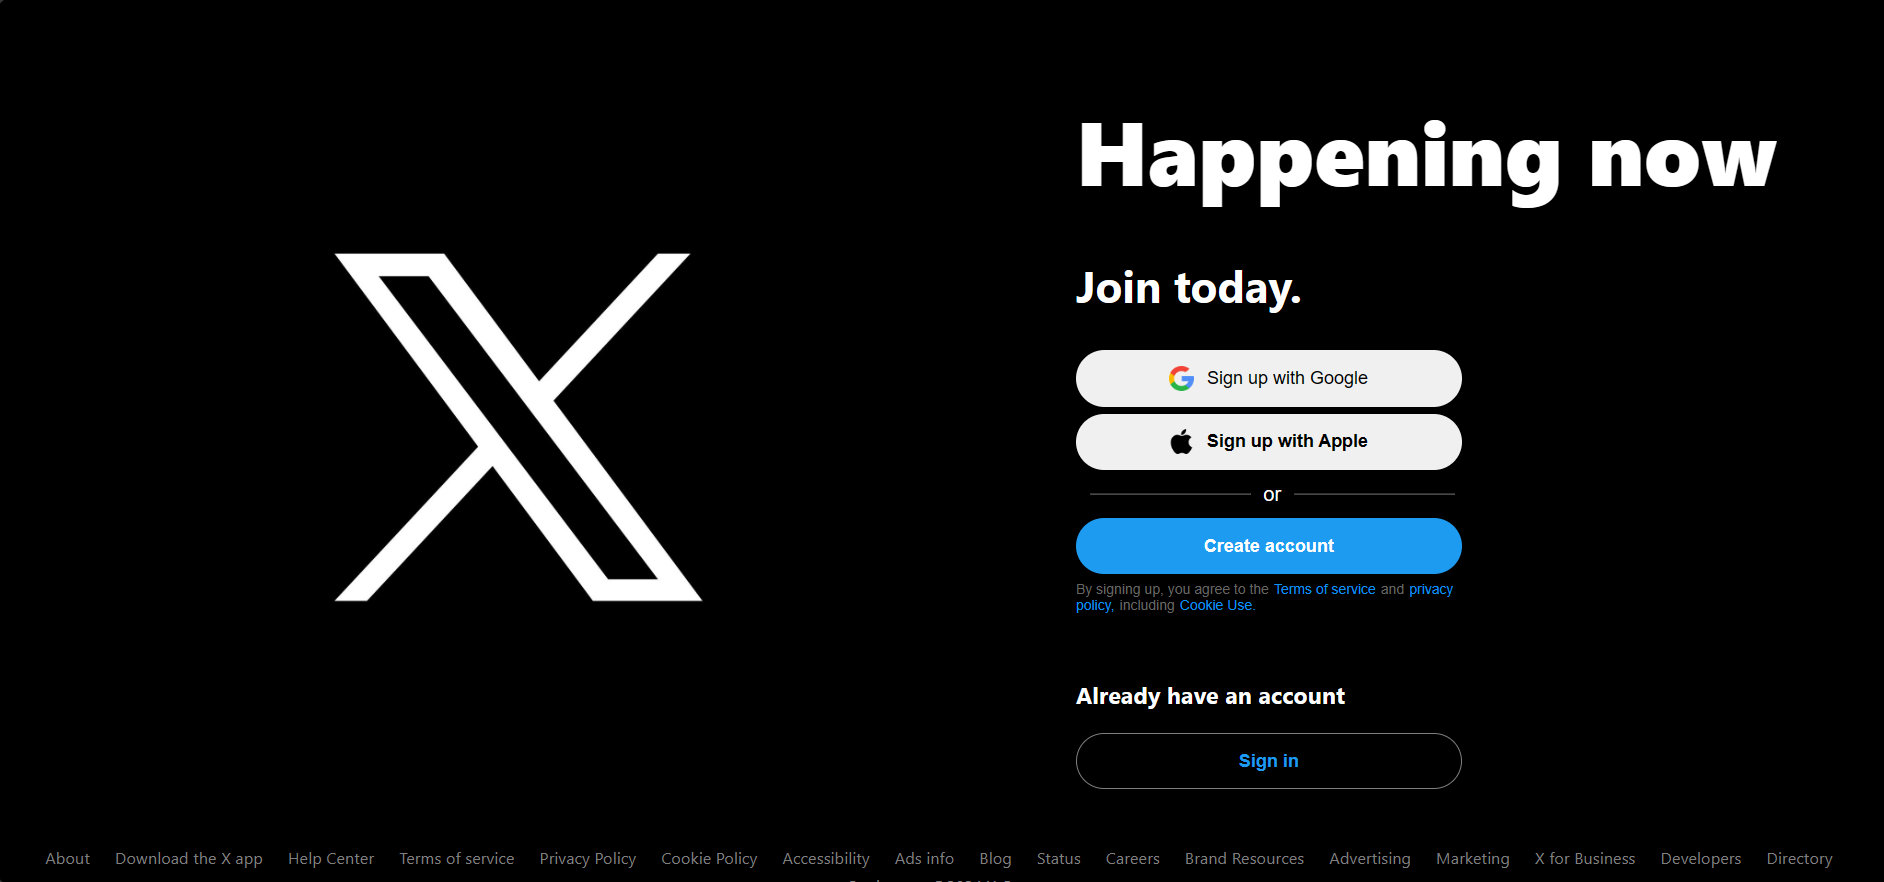 Happening now
Join today.
Sign up with Google
Sign up with Apple
or
Create account
By signing up, you agree to the Terms of service and privacy
policy, including Cookie Use.
Already have an account
Sign in
About Download the X app Help Center Terms of service Privacy Policy Cookie Policy Accessibility Ads info Blog Status Careers Brand Resources Advertising Marketing X for Business Developers Directory